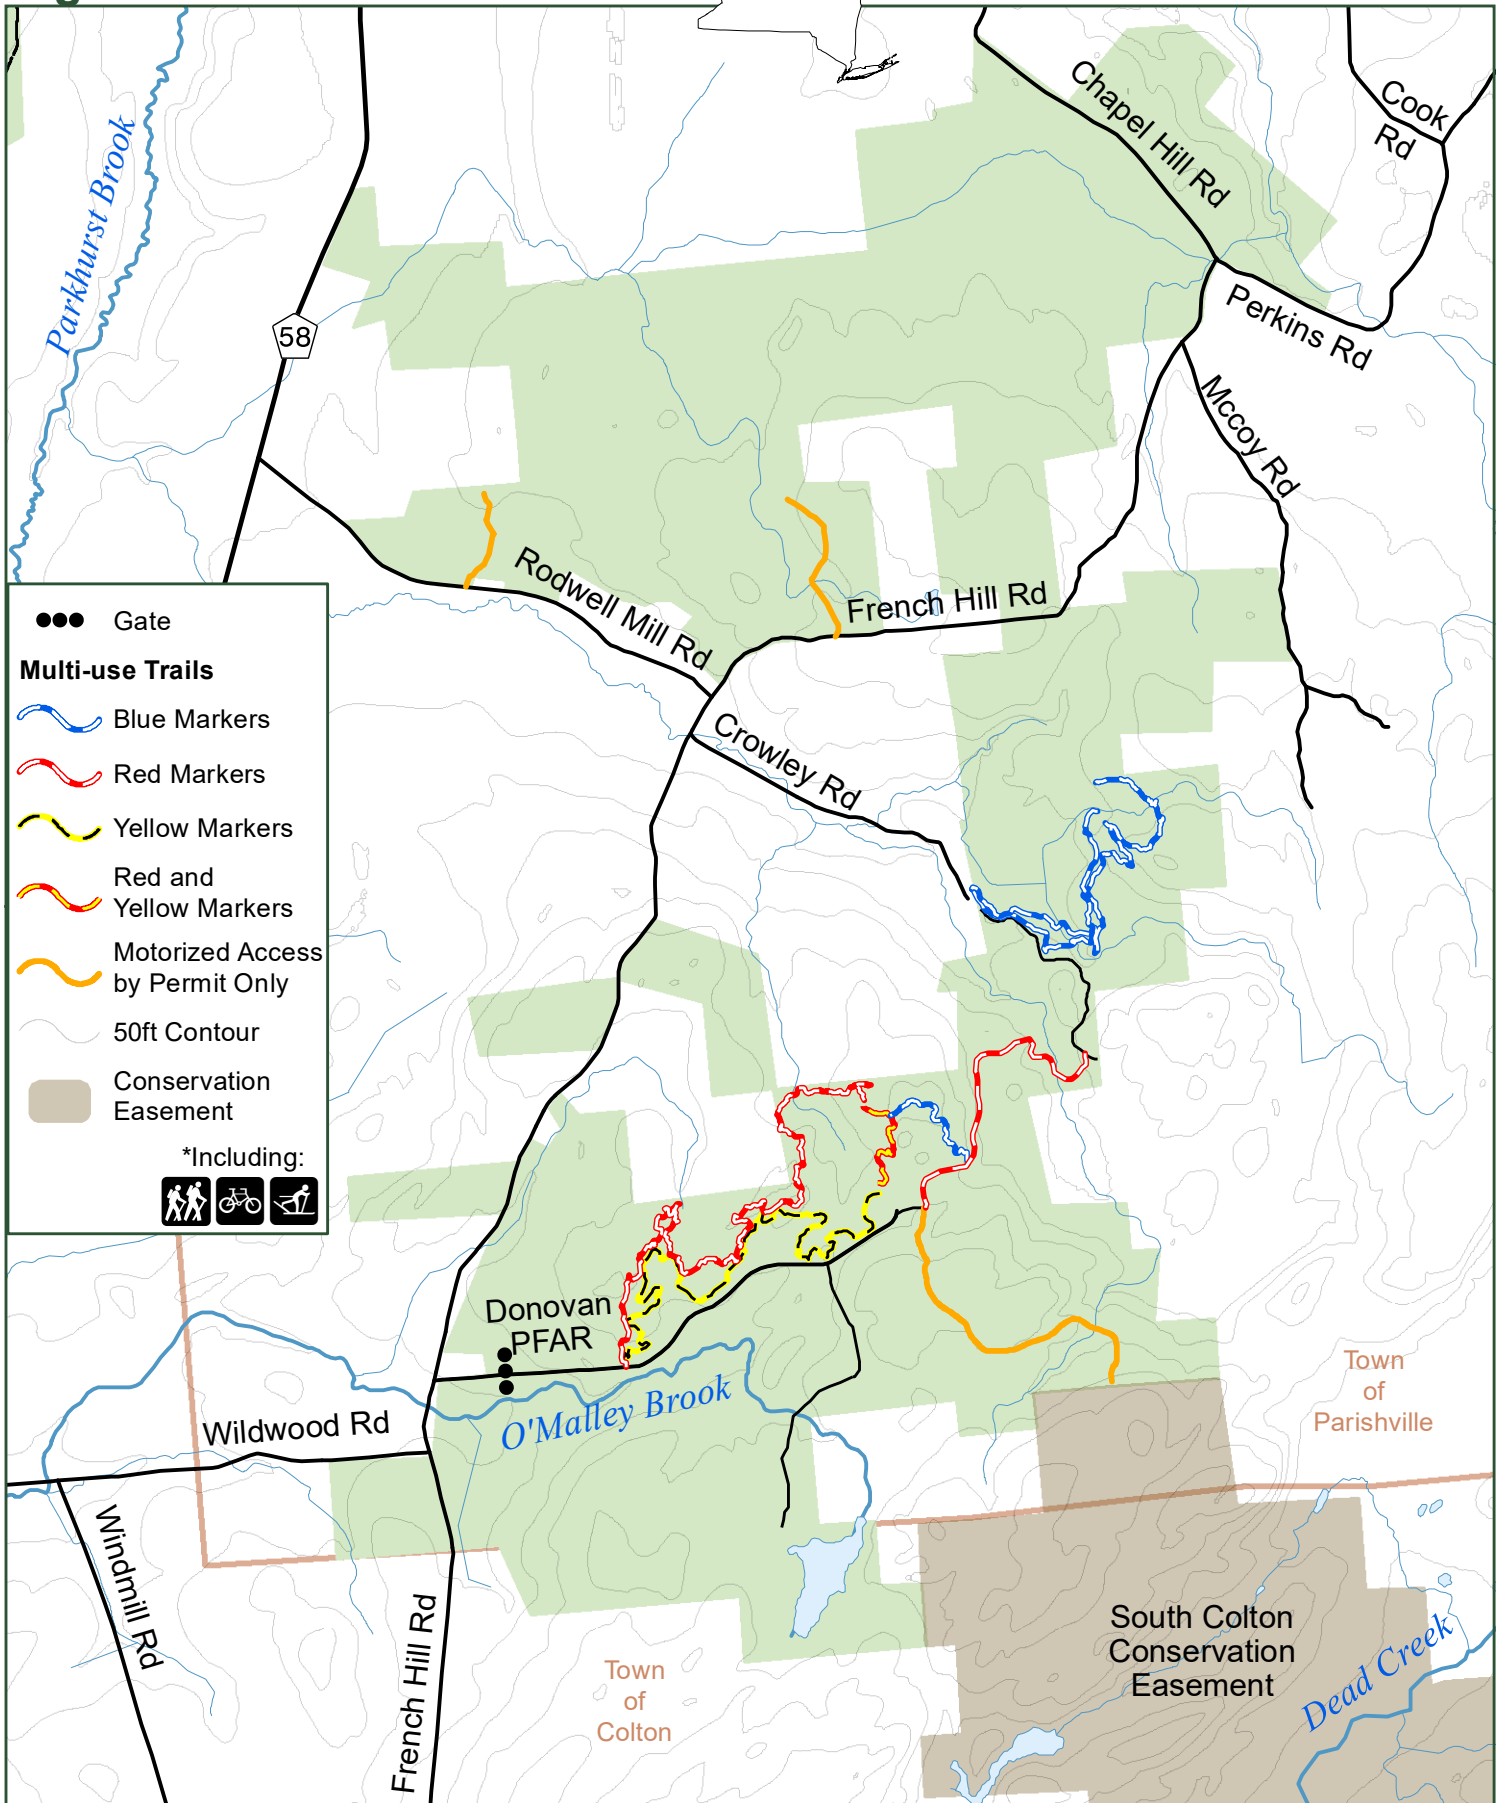 Chapel Hill Rd
Cook
Rd
Parkhurst Brook
58
Perkins Rd
Mccoy Rd
Rodwell Mill Rd
French Hill Rd
Crowley Rd
Gate
Multi-use Trails
Blue Markers
Red Markers
Yellow Markers
Red and
Yellow Markers
Motorized Access
by Permit Only
50ft Contour
Conservation
Easement
*Including:
Donovan
PFAR
O'Malley Brook
Wildwood Rd
Windmill Rd
French Hill Rd
Town
of
Parishville
Town
of
Colton
South Colton
Conservation
Easement
Dead Creek